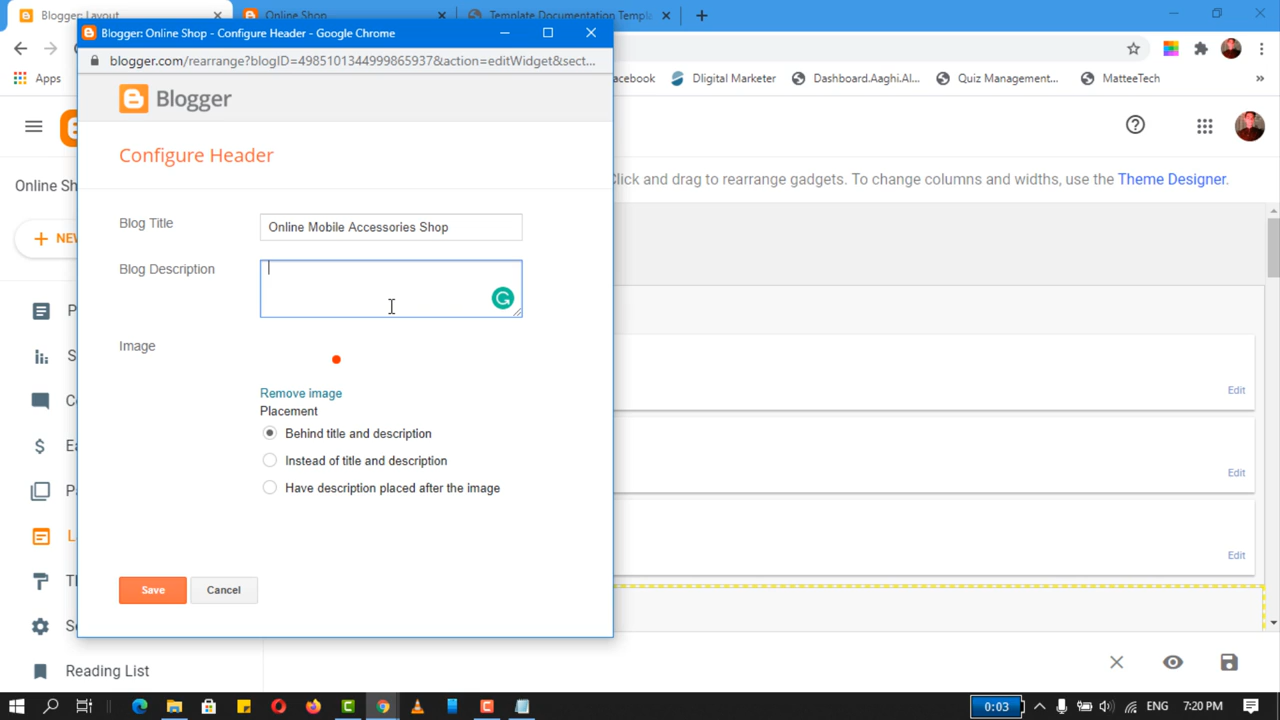 Blogger: Layout
Online Shop
Template Documentation Templ
Blogger: Online Shop - Configure Header - Google Chrome
blogger.com/rearrange?blogID=4985101344999865937&action=editWidget&sect...
Apps
acebook
Dligital Marketer
Dashboard.Aaghi.Al...
Quiz Management...
MatteeTech
»
Blogger
Configure Header
Online Sh
Click and drag to rearrange gadgets. To change columns and widths, use the Theme Designer.
Blog Title
Online Mobile Accessories Shop
+ NEW
Blog Description
Image
Edit
Remove image
Placement
Behind title and description
Instead of title and description
Edit
Have description placed after the image
Edit
Save
Cancel
Reading List
0:03
ENG
7:20 PM